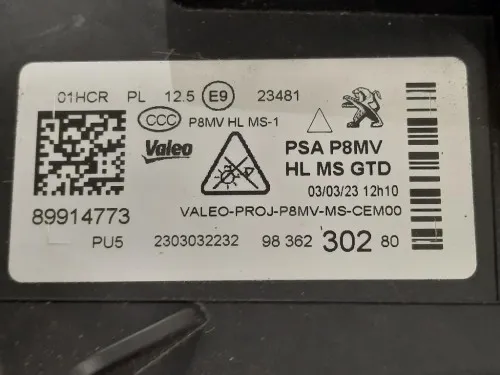 01HCR PL 12.5 E9 23481
CCC P8MV HL MS-1
Valeo
PSA P8MV
HL MS GTD
03/03/23 12h10
89914773
VALEO-PROJ-P8MV-MS-CEM00
PU5 2303032232 98 362 302 80